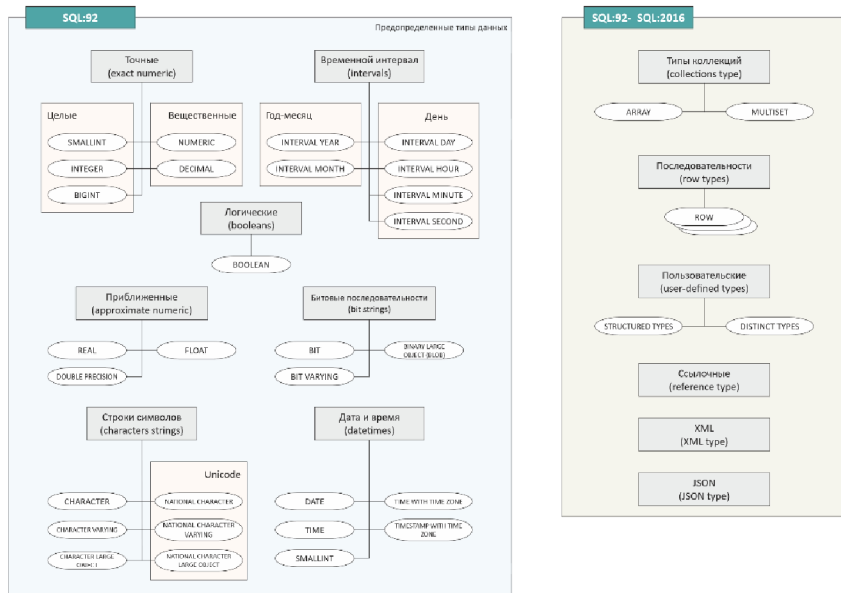 SQL:92
Предопределенные типы данных
Точные
(exact numeric)
Целые
SMALLINT
INTEGER
BIGINT
Вещественные
NUMERIC
DECIMAL
Временной интервал
(intervals)
Год-месяц
INTERVAL YEAR
INTERVAL MONTH
День
INTERVAL DAY
INTERVAL HOUR
INTERVAL MINUTE
INTERVAL SECOND
Логические
(booleans)
BOOLEAN
Приближенные
(approximate numeric)
REAL
FLOAT
DOUBLE PRECISION
Битовые последовательности
(bit strings)
BIT
BINARY LARGE
OBJECT (BLOB)
BIT VARYING
Строки символов
(characters strings)
Unicode
CHARACTER
NATIONAL CHARACTER
CHARACTER VARYING
NATIONAL CHARACTER
VARYING
CHARACTER LARGE
OBJECT
NATIONAL CHARACTER
LARGE OBJECT
Дата и время
(datetimes)
DATE
TIME WITH TIME ZONE
TIME
TIMESTAMP WITH TIME
ZONE
SMALLINT
SQL:92- SQL:2016
Типы коллекций
(collections type)
ARRAY
MULTISET
Последовательности
(row types)
ROW
Пользовательские
(user-defined types)
STRUCTURED TYPES
DISTINCT TYPES
Ссылочные
(reference type)
XML
(XML type)
JSON
(JSON type)